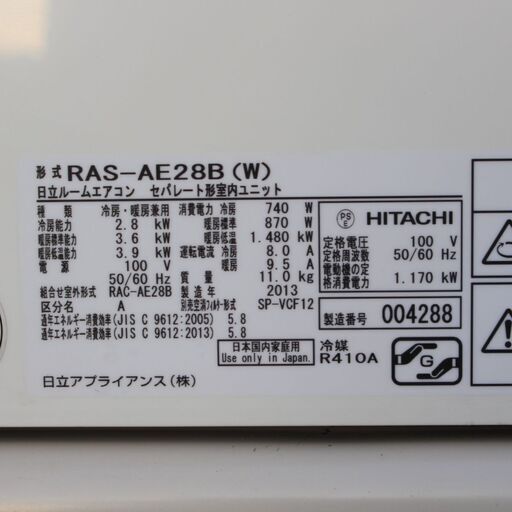 形式 RAS-AE28B (W)
日立ルームエアコン セパレート形室内ユニット
種類 冷房・暖房兼用
冷房能力 2.8 kW
暖房標準能力 3.6 kW
暖房低温能力 3.9 kW
電源 100 V
50/60 Hz
組合せ室外形式 RAC-AE28B
区分名 A
消費電力 冷房 740 W
暖房標準 870 W
暖房低温 1.480 kW
運転電流 冷房 8.0 A
暖房 9.50 A
質量 11.0 kg
製造年 2013
別売空清フィルター形式 SP-VCF12
通年エネルギー消費効率(JIS C 9612:2005) 5.8
通年エネルギー消費効率(JIS C 9612:2013) 5.8
日立アプライアンス(株)
日本国内家庭用
Use only in Japan.
PS
E
HITACHI
定格電圧 100 V
定格周波数 50/60 Hz
電動機の定格消費電力 1.170 kW
製造番号 004288
冷媒
R410A
G